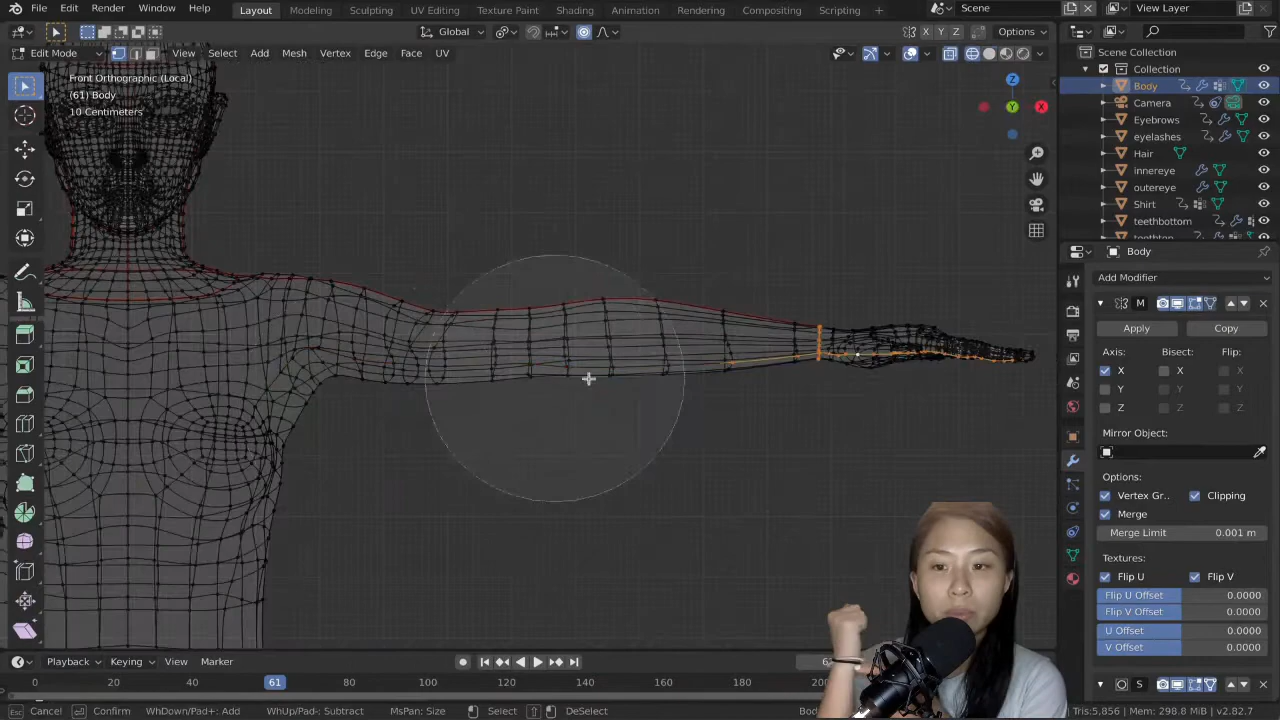 File Edit Render Window Help
Layout Modeling Sculpting UV Editing Texture Paint Shading Animation Rendering Compositing Scripting +
Scene
View Layer
Global
X Y Z
Options
Edit Mode
View Select Add Mesh Vertex Edge Face UV
Front Orthographic (Local)
(61) Body
10 Centimeters
Z
Y
X
Scene Collection
Collection
Body
Camera
Eyebrows
eyelashes
Hair
innereye
outereye
Shirt
teethbottom
Body
Add Modifier
M
Apply Copy
Axis: Bisect: Flip:
X X X
Y Y Y
Z Z Z
Mirror Object:
Options:
Vertex Gr.. Clipping
Merge
Merge Limit 0.001 m
Textures:
Flip U Flip V
Flip U Offset 0.0000
Flip V Offset 0.0000
U Offset 0.0000
V Offset 0.0000
S
Playback Keying View Marker
0 20 40 61 80 100 120 140 160 180
Cancel Confirm WhDown/Pad+: Add WhUp/Pad-: Subtract MsPan: Size Select DeSelect
Tris:5,856 | Mem: 298.8 MiB | v2.82.7